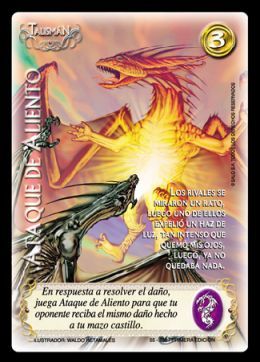 TALISMÁN
3
ATAQUE DE ALIENTO
LOS RIVALES SE
MIRARON UN RATO,
LUEGO UNO DE ELLOS
EXPELIÓ UN HAZ DE
LUZ, TAN INTENSO QUE
QUEMÓ MIS OJOS,
LUEGO, YA NO
QUEDABA NADA.
En respuesta a resolver el daño,
juega Ataque de Aliento para que tu
oponente reciba el mismo daño hecho
a tu mazo castillo.
ILUSTRADOR: WALDO RETAMALES
PRIMERA EDICIÓN